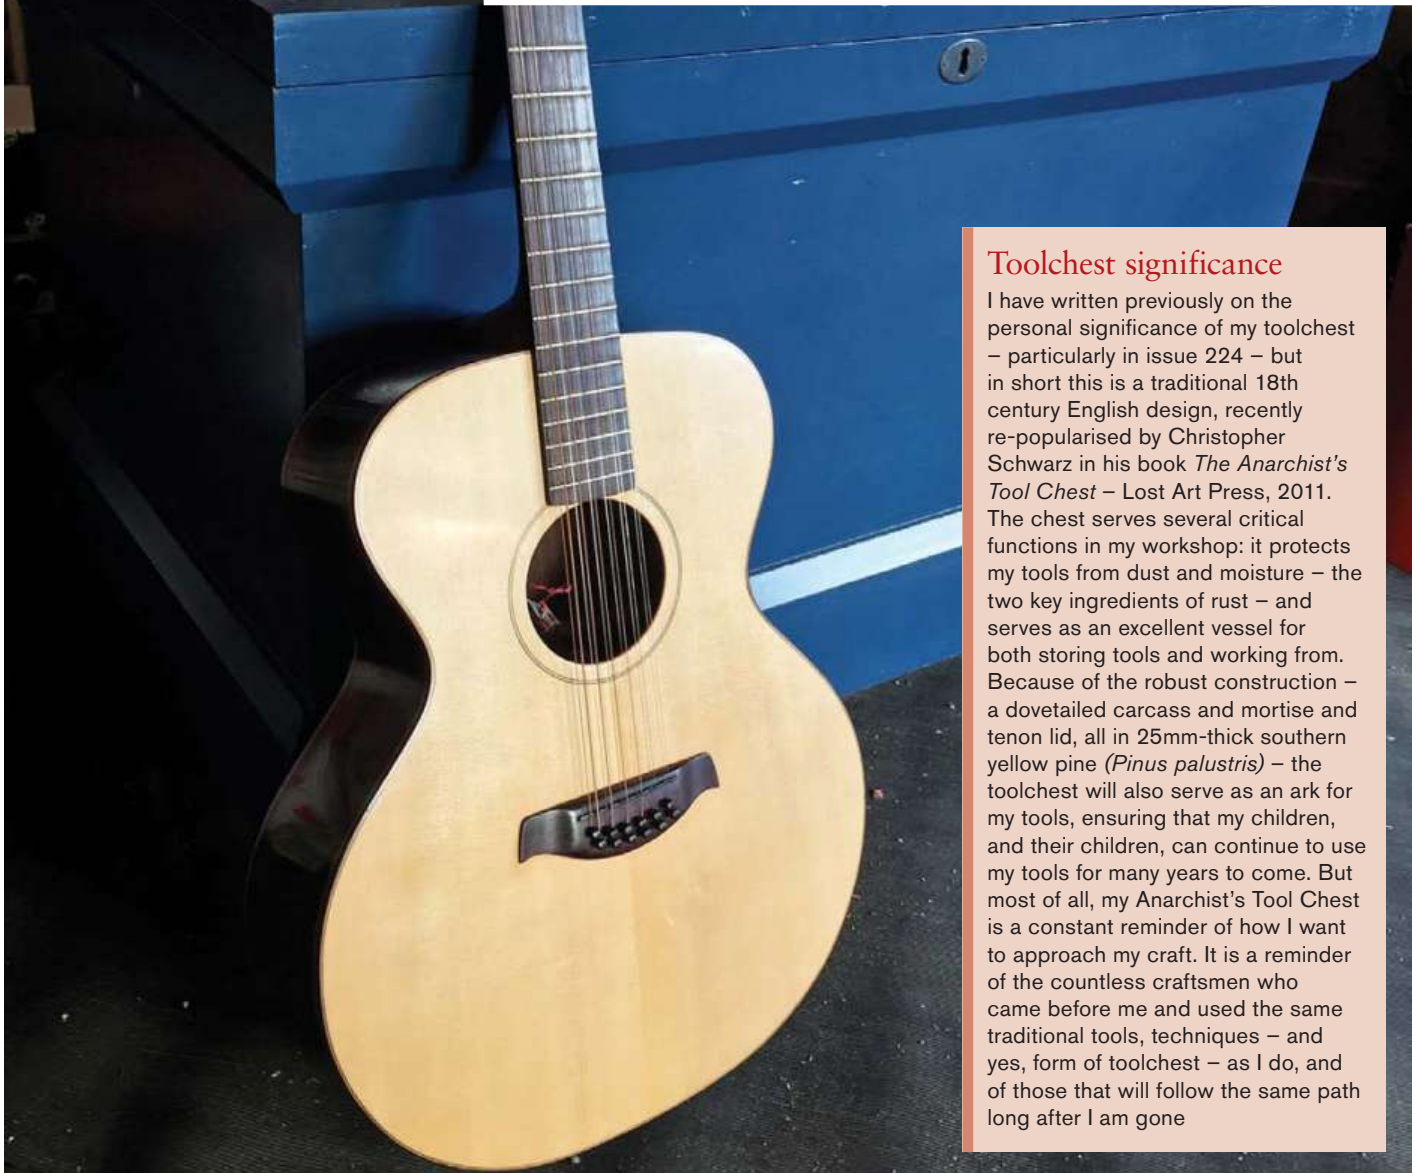 Toolchest significance
I have written previously on the
personal significance of my toolchest
– particularly in issue 224 – but
in short this is a traditional 18th
century English design, recently
re-popularised by Christopher
Schwarz in his book The Anarchist's
Tool Chest – Lost Art Press, 2011.
The chest serves several critical
functions in my workshop: it protects
my tools from dust and moisture – the
two key ingredients of rust – and
serves as an excellent vessel for
both storing tools and working from.
Because of the robust construction –
a dovetailed carcass and mortise and
tenon lid, all in 25mm-thick southern
yellow pine (Pinus palustris) – the
toolchest will also serve as an ark for
my tools, ensuring that my children,
and their children, can continue to use
my tools for many years to come. But
most of all, my Anarchist's Tool Chest
is a constant reminder of how I want
to approach my craft. It is a reminder
of the countless craftsmen who
came before me and used the same
traditional tools, techniques – and
yes, form of toolchest – as I do, and
of those that will follow the same path
long after I am gone